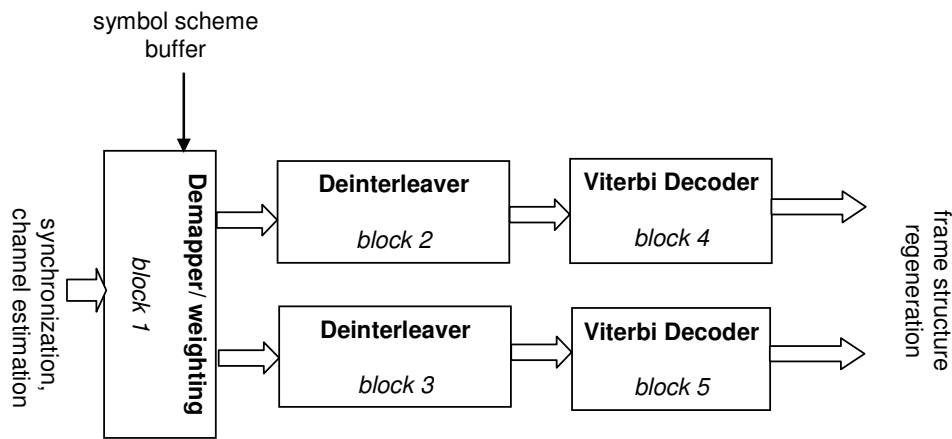 symbol scheme
buffer
synchronization,
channel estimation
Demapper/ weighting
block 1
Deinterleaver
block 2
Viterbi Decoder
block 4
Deinterleaver
block 3
Viterbi Decoder
block 5
frame structure
regeneration